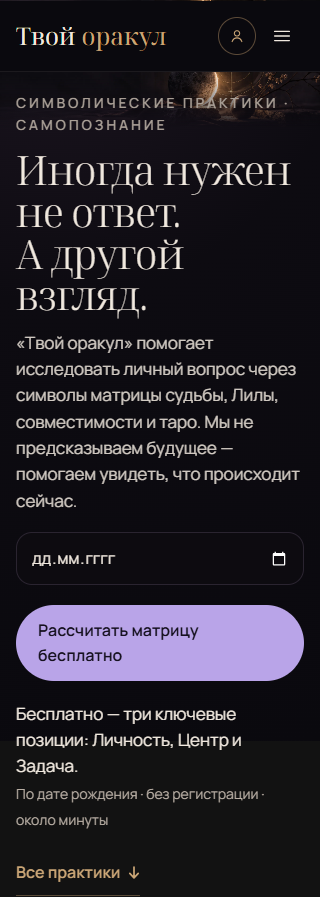 Твой оракул
СИМВОЛИЧЕСКИЕ ПРАКТИКИ ·
САМОПОЗНАНИЕ
Иногда нужен
не ответ.
А другой
взгляд.
«Твой оракул» помогает
исследовать личный вопрос через
символы матрицы судьбы, Лилы,
совместимости и таро. Мы не
предсказываем будущее —
помогаем увидеть, что происходит
сейчас.
ДД.ММ.ГГГГ
Рассчитать матрицу
бесплатно
Бесплатно — три ключевые
позиции: Личность, Центр и
Задача.
По дате рождения · без регистрации ·
около минуты
Все практики ↓